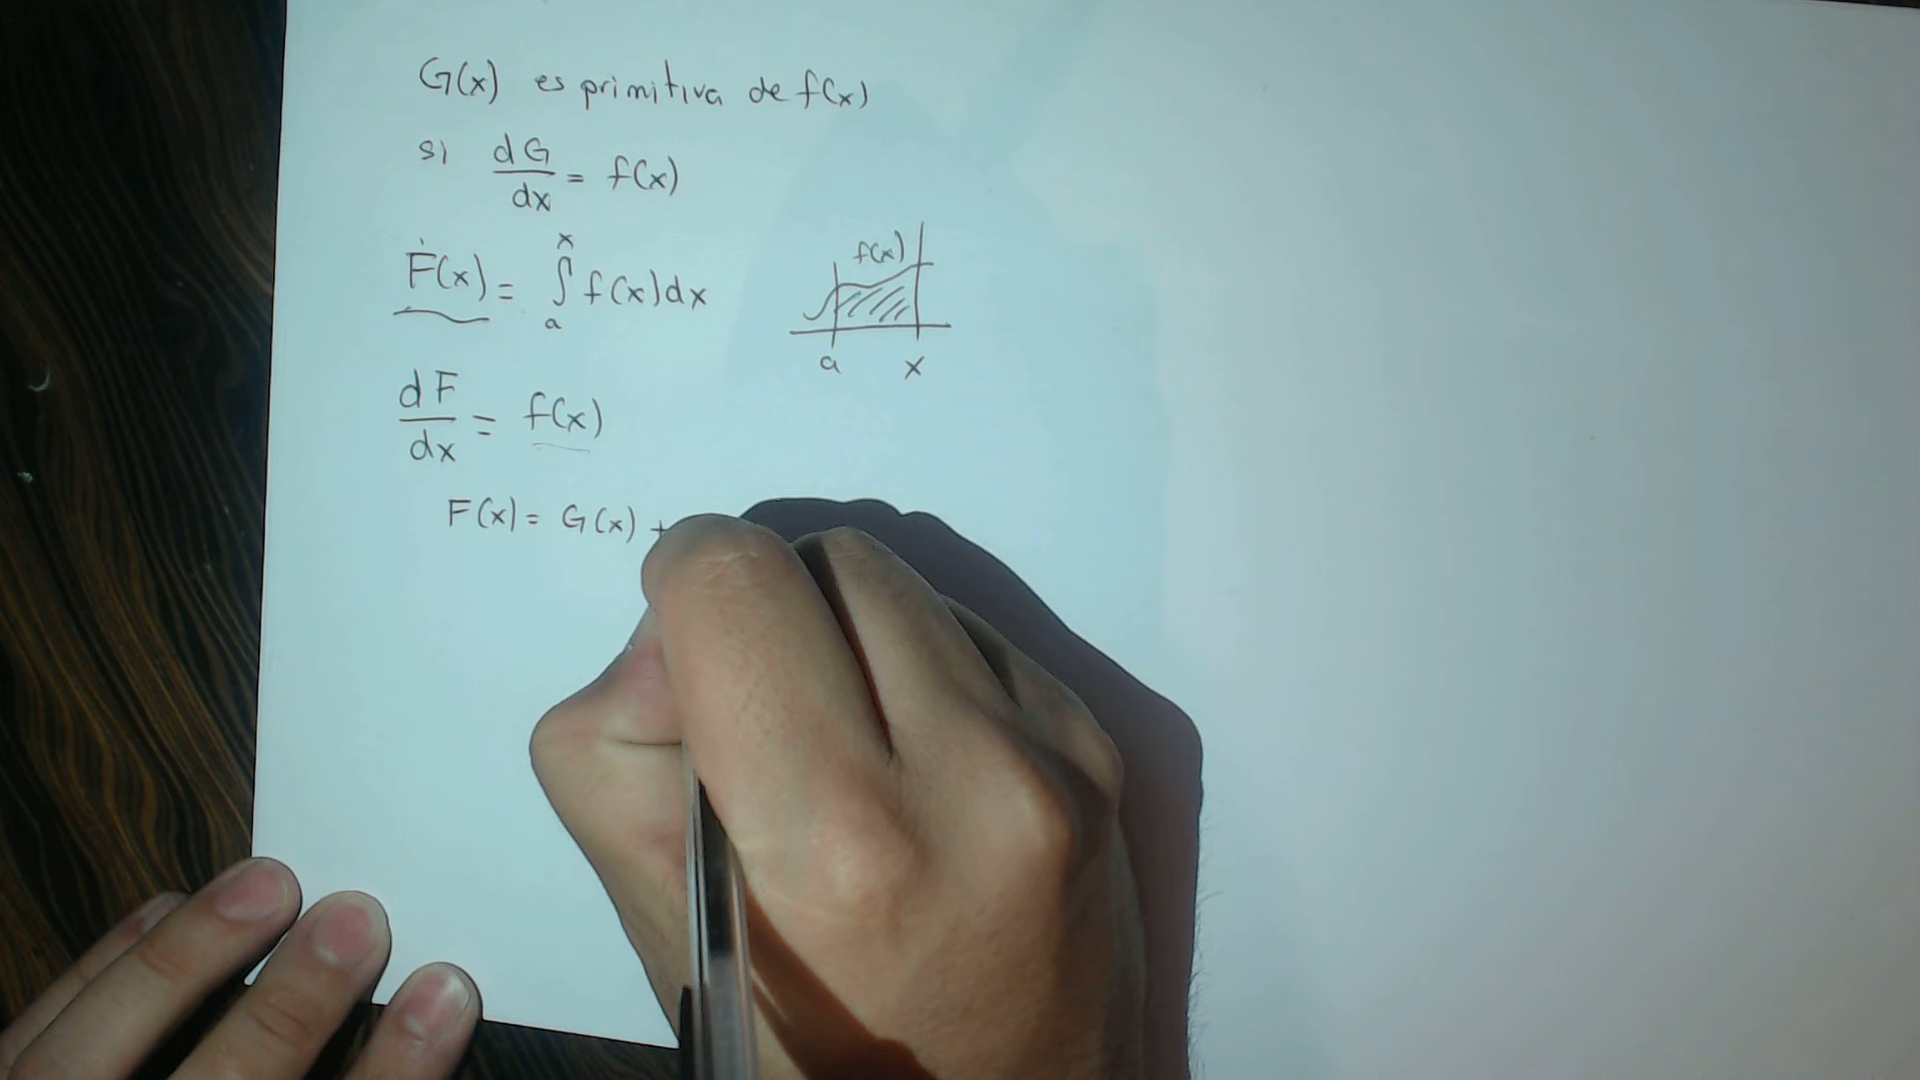 G(x) es primitiva de f(x)
si dG/dx = f(x)
F(x) = ∫ₐˣ f(x)dx
f(x)
a x
dF/dx = f(x)
F(x) = G(x) +